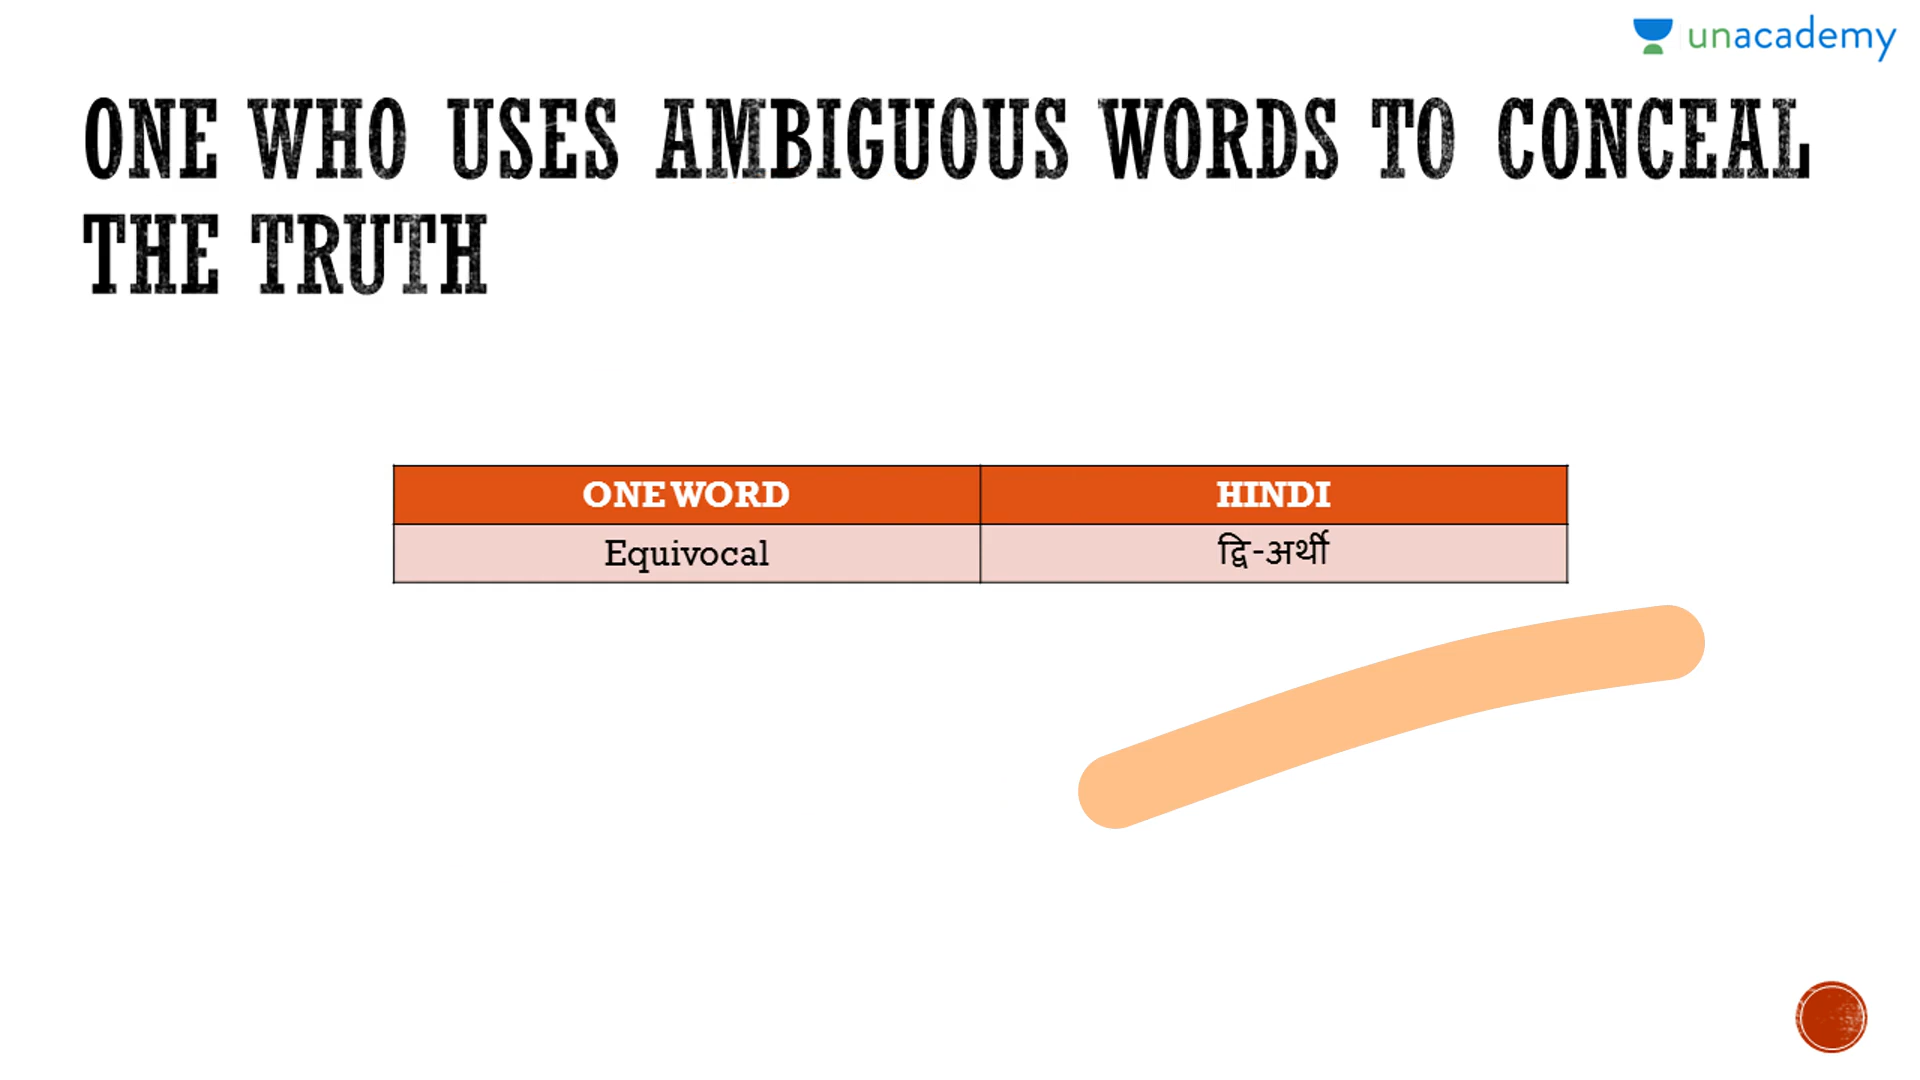 unacademy
ONE WHO USES AMBIGUOUS WORDS TO CONCEAL
THE TRUTH
ONE WORD HINDI
Equivocal द्वि-अर्थी